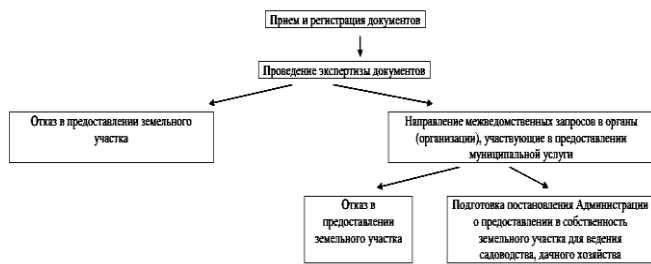 Прием и регистрация документов
Проведение экспертизы документов
Отказ в предоставлении земельного
участка
Направление межведомственных запросов в органы
(организации), участвующие в предоставлении
муниципальной услуги
Отказ в
предоставлении
земельного участка
Подготовка постановления Администрации
о предоставлении в собственность
земельного участка для ведения
садоводства, дачного хозяйства